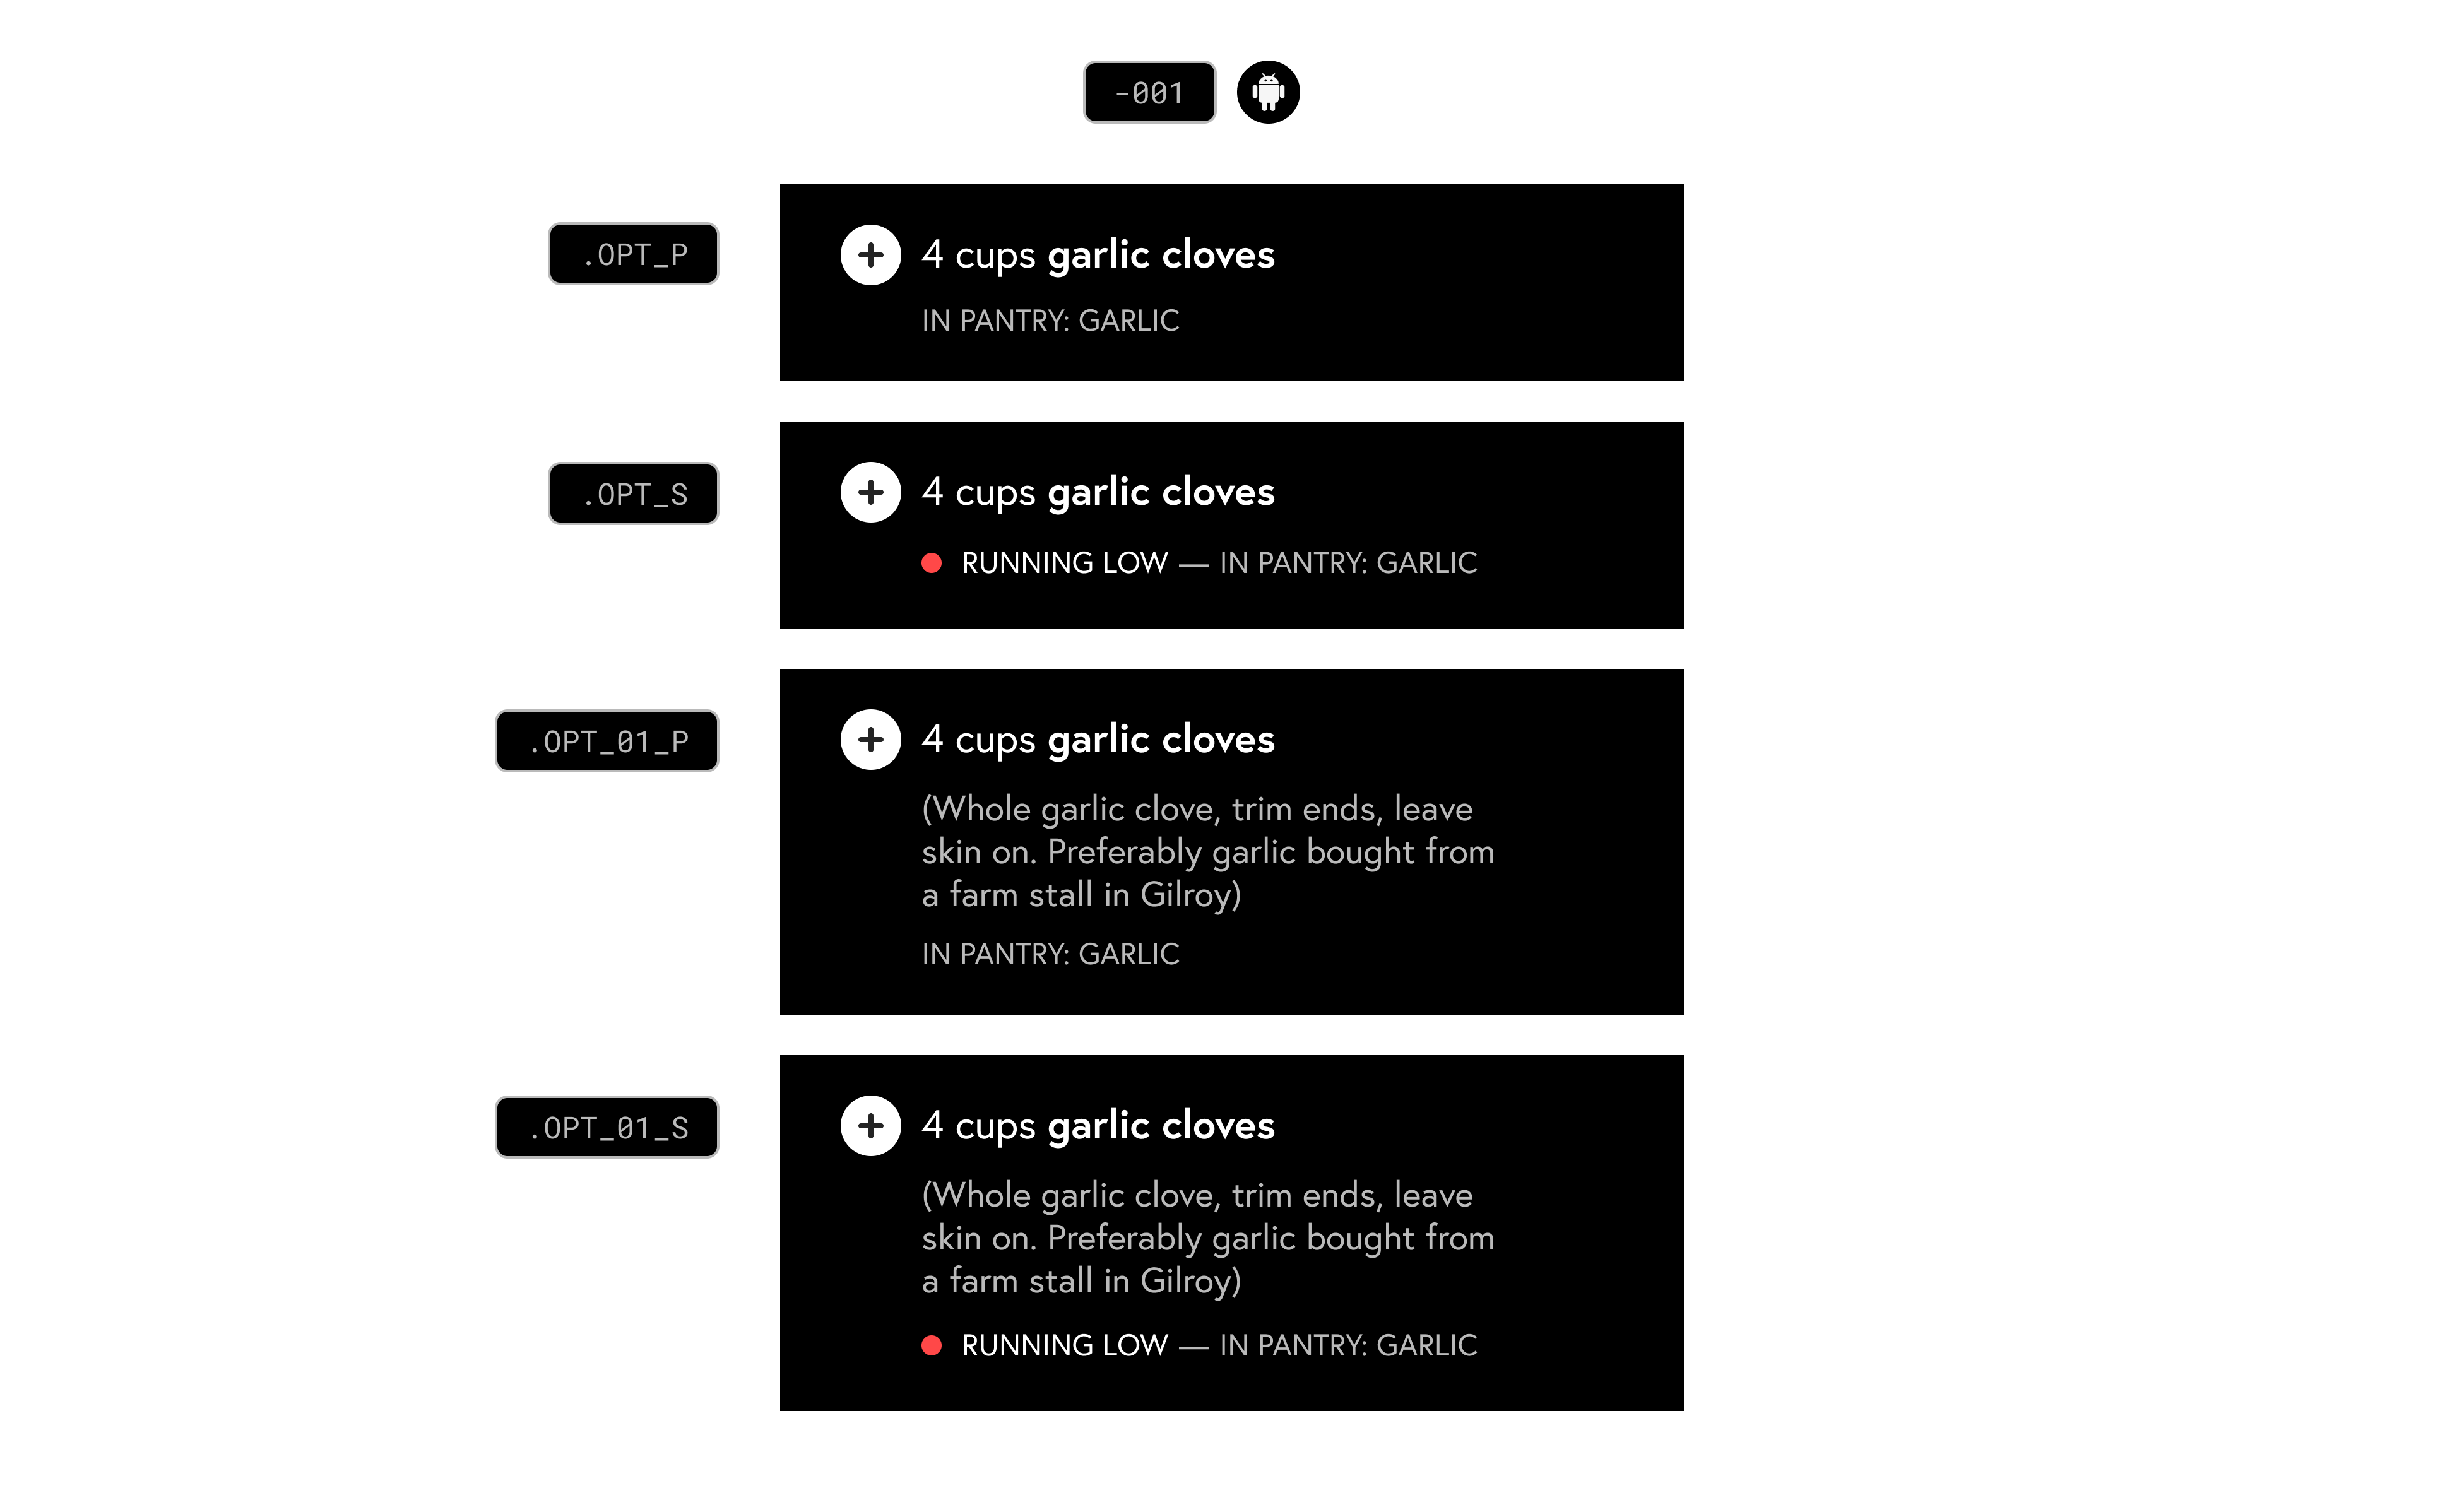 -001
.OPT_P
4 cups garlic cloves
IN PANTRY: GARLIC
.OPT_S
4 cups garlic cloves
RUNNING LOW — IN PANTRY: GARLIC
.OPT_01_P
4 cups garlic cloves
(Whole garlic clove, trim ends, leave
skin on. Preferably garlic bought from
a farm stall in Gilroy)
IN PANTRY: GARLIC
.OPT_01_S
4 cups garlic cloves
(Whole garlic clove, trim ends, leave
skin on. Preferably garlic bought from
a farm stall in Gilroy)
RUNNING LOW — IN PANTRY: GARLIC